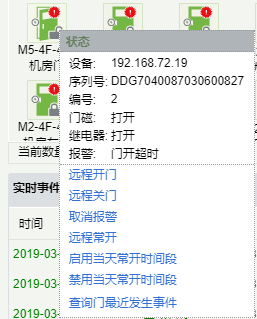 M5-4F-
机房门
M2-4F-4
状态
设备: 192.168.72.19
序列号: DDG7040087030600827
编号: 2
门磁: 打开
继电器: 打开
报警: 门开超时
远程开门
远程关门
取消报警
远程常开
启用当天常开时间段
禁用当天常开时间段
查询门最近发生事件
当前数
实时事件
时间
2019-03-
2019-03-
2019-03-